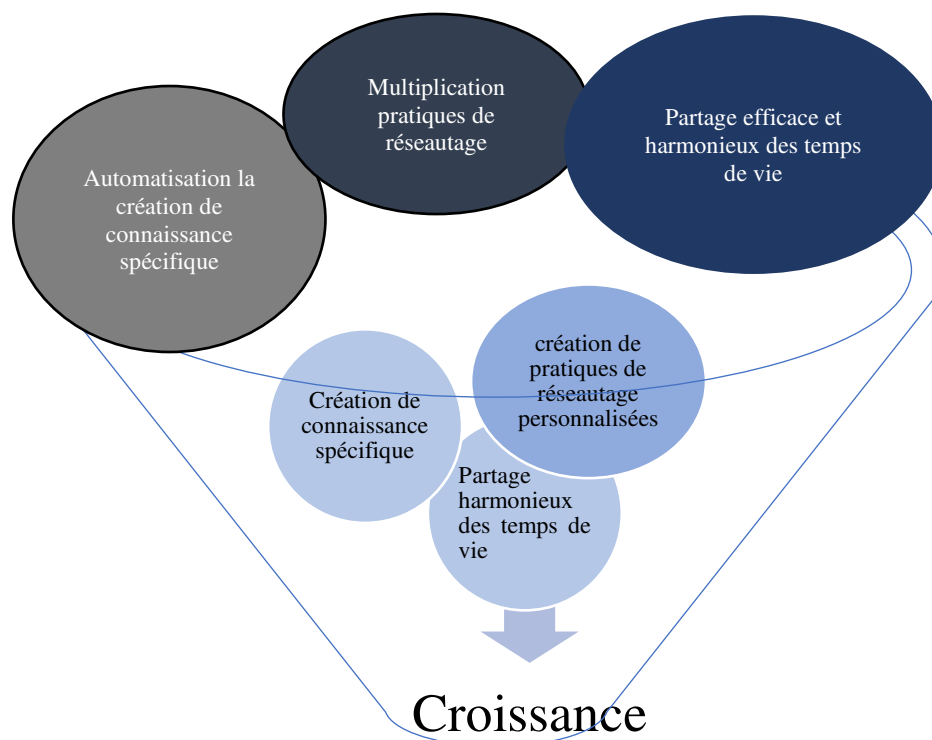 Multiplication
pratiques de
réseautage
Partage efficace et
harmonieux des temps
de vie
Automatisation la
création de
connaissance
spécifique
création de
pratiques de
réseautage
personnalisées
Création de
connaissance
spécifique
Partage
harmonieux
des temps de
vie
Croissance